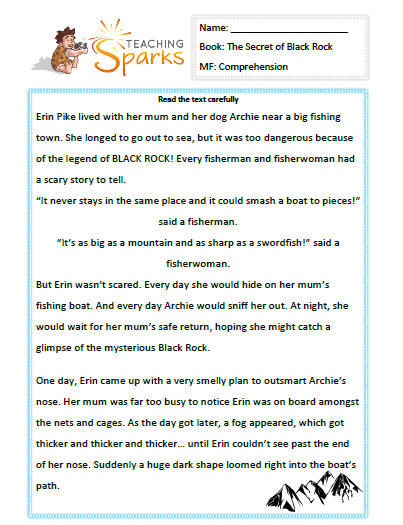 TEACHING
Sparks
Name: ____________________________
Book: The Secret of Black Rock
MF: Comprehension
Read the text carefully
Erin Pike lived with her mum and her dog Archie near a big fishing
town. She longed to go out to sea, but it was too dangerous because
of the legend of BLACK ROCK! Every fisherman and fisherwoman had
a scary story to tell.
“It never stays in the same place and it could smash a boat to pieces!”
said a fisherman.
“It’s as big as a mountain and as sharp as a swordfish!” said a
fisherwoman.
But Erin wasn’t scared. Every day she would hide on her mum’s
fishing boat. And every day Archie would sniff her out. At night, she
would wait for her mum’s safe return, hoping she might catch a
glimpse of the mysterious Black Rock.
One day, Erin came up with a very smelly plan to outsmart Archie’s
nose. Her mum was far too busy to notice Erin was on board amongst
the nets and cages. As the day got later, a fog appeared, which got
thicker and thicker and thicker… until Erin couldn’t see past the end
of her nose. Suddenly a huge dark shape loomed right into the boat’s
path.